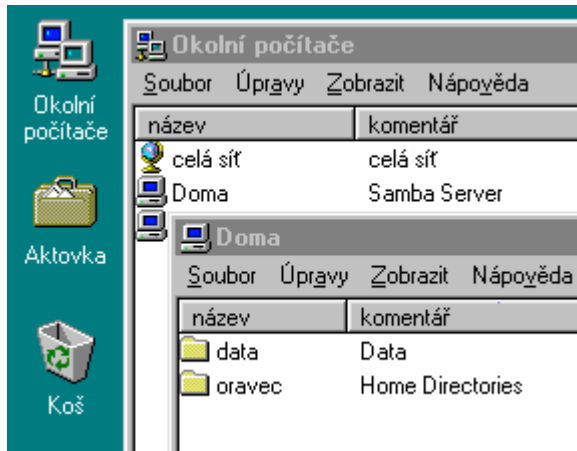 Okolní
počítače
Aktovka
Koš
Okolní počítače
Soubor Úpravy Zobrazit Nápověda
název komentář
celá síť celá síť
Doma Samba Server
Doma
Soubor Úpravy Zobrazit Nápověda
název komentář
data Data
oravec Home Directories